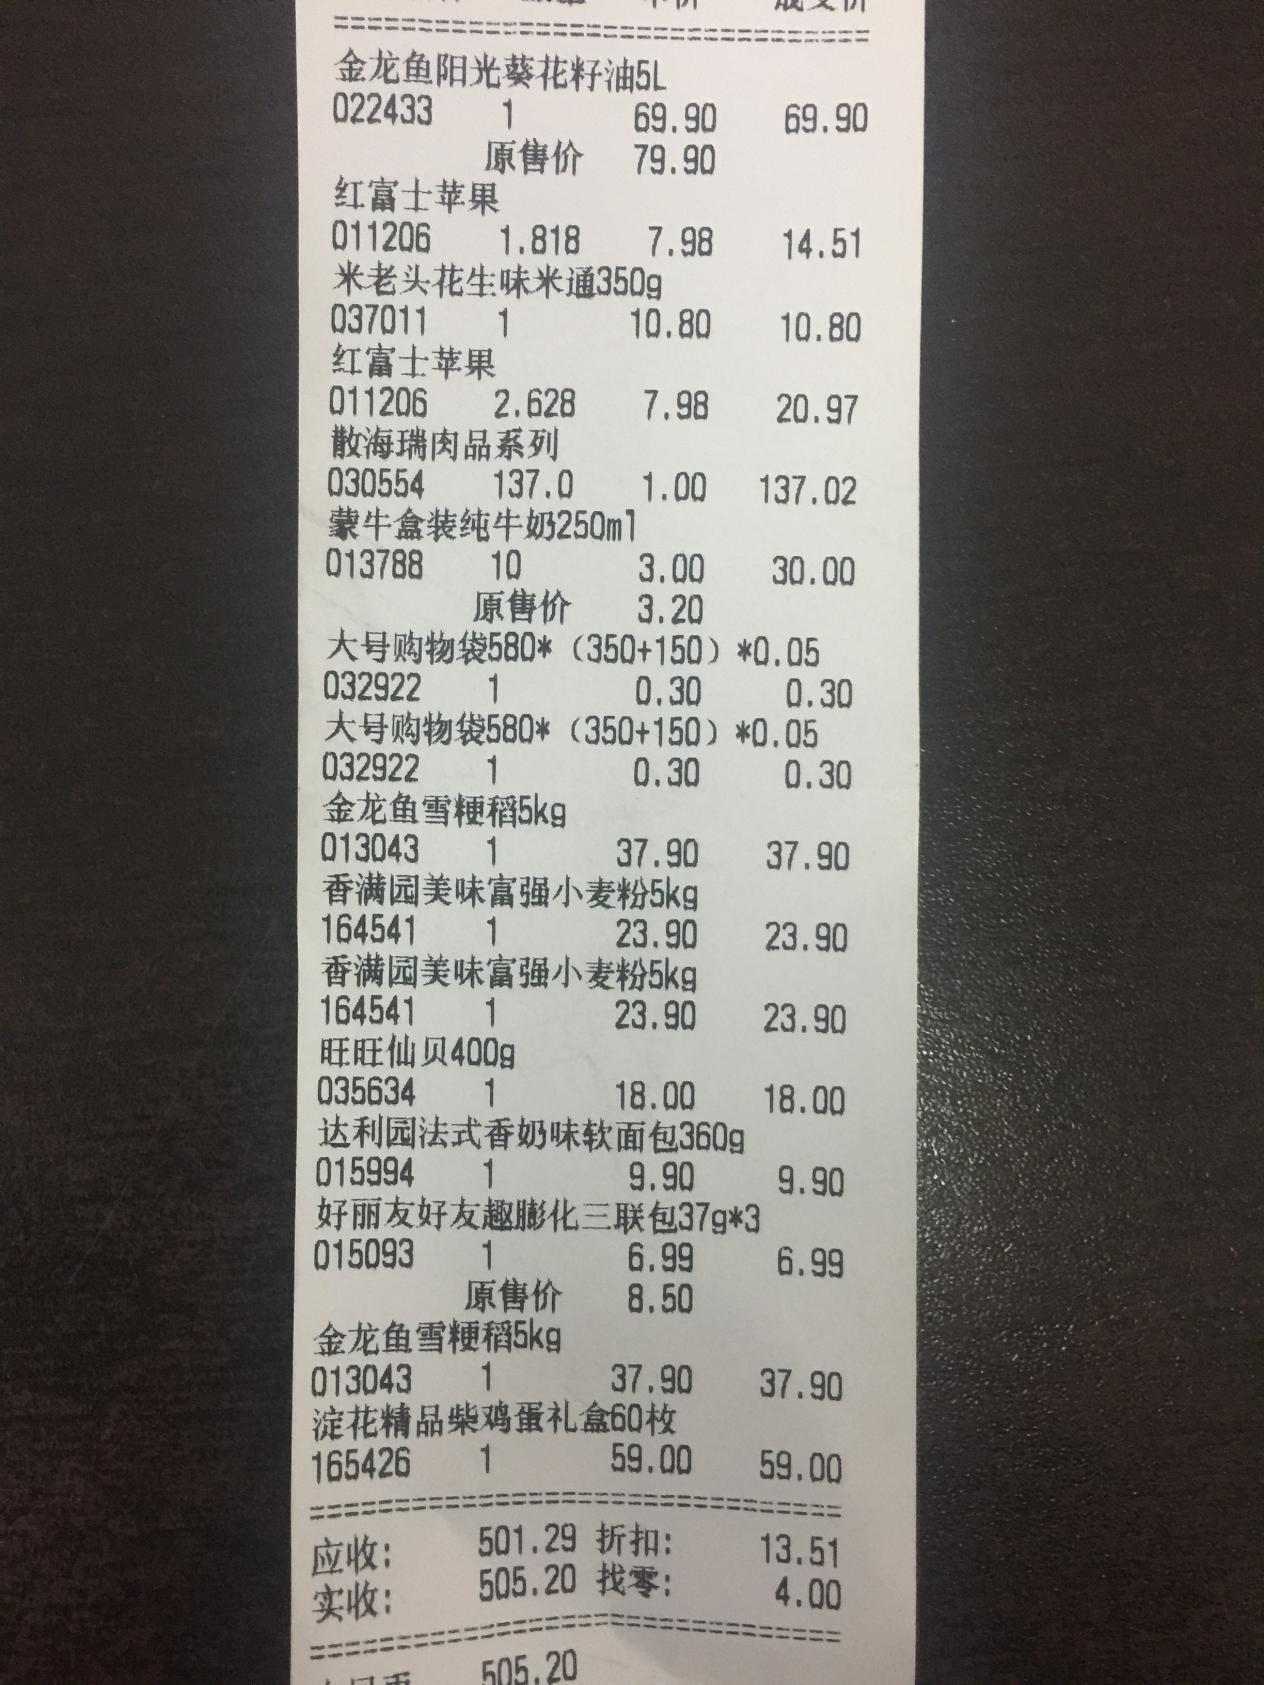 单价 成交价
金龙鱼阳光葵花籽油5L
022433 1 69.90 69.90
原售价 79.90
红富士苹果
011206 1.818 7.98 14.51
米老头花生味米通350g
037011 1 10.80 10.80
红富士苹果
011206 2.628 7.98 20.97
散海瑞肉品系列
030554 137.0 1.00 137.02
蒙牛盒装纯牛奶250ml
013788 10 3.00 30.00
原售价 3.20
大号购物袋580*（350+150）*0.05
032922 1 0.30 0.30
大号购物袋580*（350+150）*0.05
032922 1 0.30 0.30
金龙鱼雪粳稻5kg
013043 1 37.90 37.90
香满园美味富强小麦粉5kg
164541 1 23.90 23.90
香满园美味富强小麦粉5kg
164541 1 23.90 23.90
旺旺仙贝400g
035634 1 18.00 18.00
达利园法式香奶味软面包360g
015994 1 9.90 9.90
好丽友好友趣膨化三联包37g*3
015093 1 6.99 6.99
原售价 8.50
金龙鱼雪粳稻5kg
013043 1 37.90 37.90
淀花精品柴鸡蛋礼盒60枚
165426 1 59.00 59.00
应收: 501.29 折扣: 13.51
实收: 505.20 找零: 4.00
505.20